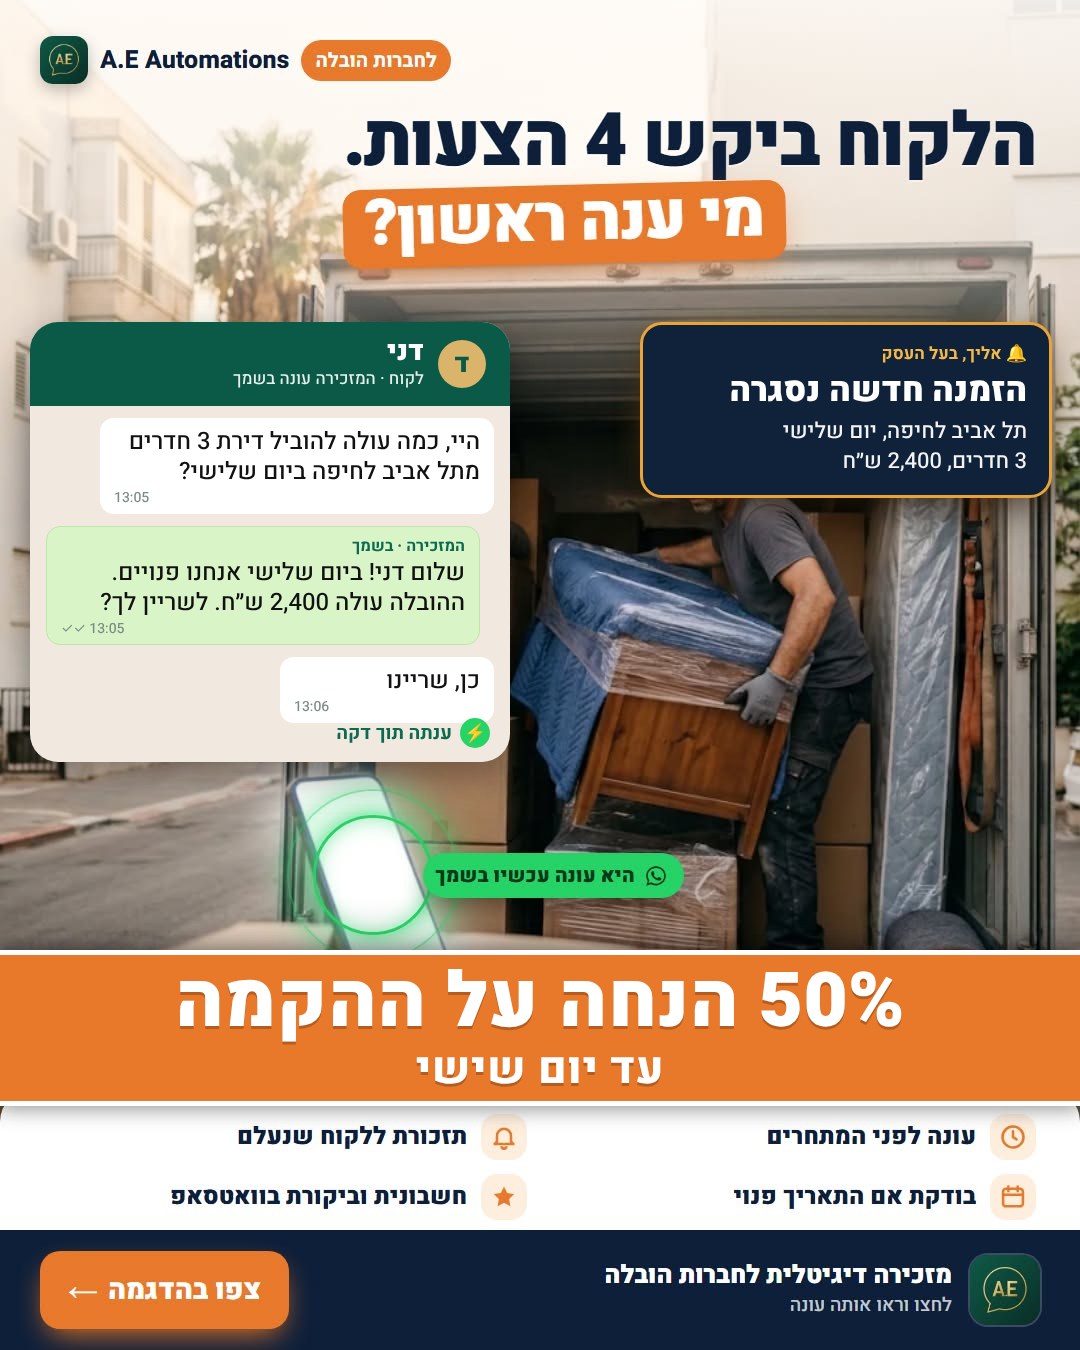 A.E A.E Automations לחברות הובלה
הלקוח ביקש 4 הצעות.
מי ענה ראשון?
🔔 אליך, בעל העסק
הזמנה חדשה נסגרה
תל אביב לחיפה, יום שלישי
3 חדרים, 2,400 ש״ח
ד דני
לקוח · המזכירה עונה בשמך
היי, כמה עולה להוביל דירת 3 חדרים
מתל אביב לחיפה ביום שלישי?
13:05
המזכירה · בשמך
שלום דני! ביום שלישי אנחנו פנויים.
ההובלה עולה 2,400 ש״ח. לשריין לך?
13:05 ✓✓
כן, שריינו
13:06
⚡ ענתה תוך דקה
היא עונה עכשיו בשמך
50% הנחה על ההקמה
עד יום שישי
עונה לפני המתחרים
תזכורת ללקוח שנעלם
בודקת אם התאריך פנוי
חשבונית וביקורת בוואטסאפ
A.E
מזכירה דיגיטלית לחברות הובלה
לחצו וראו אותה עונה
צפו בהדגמה ←